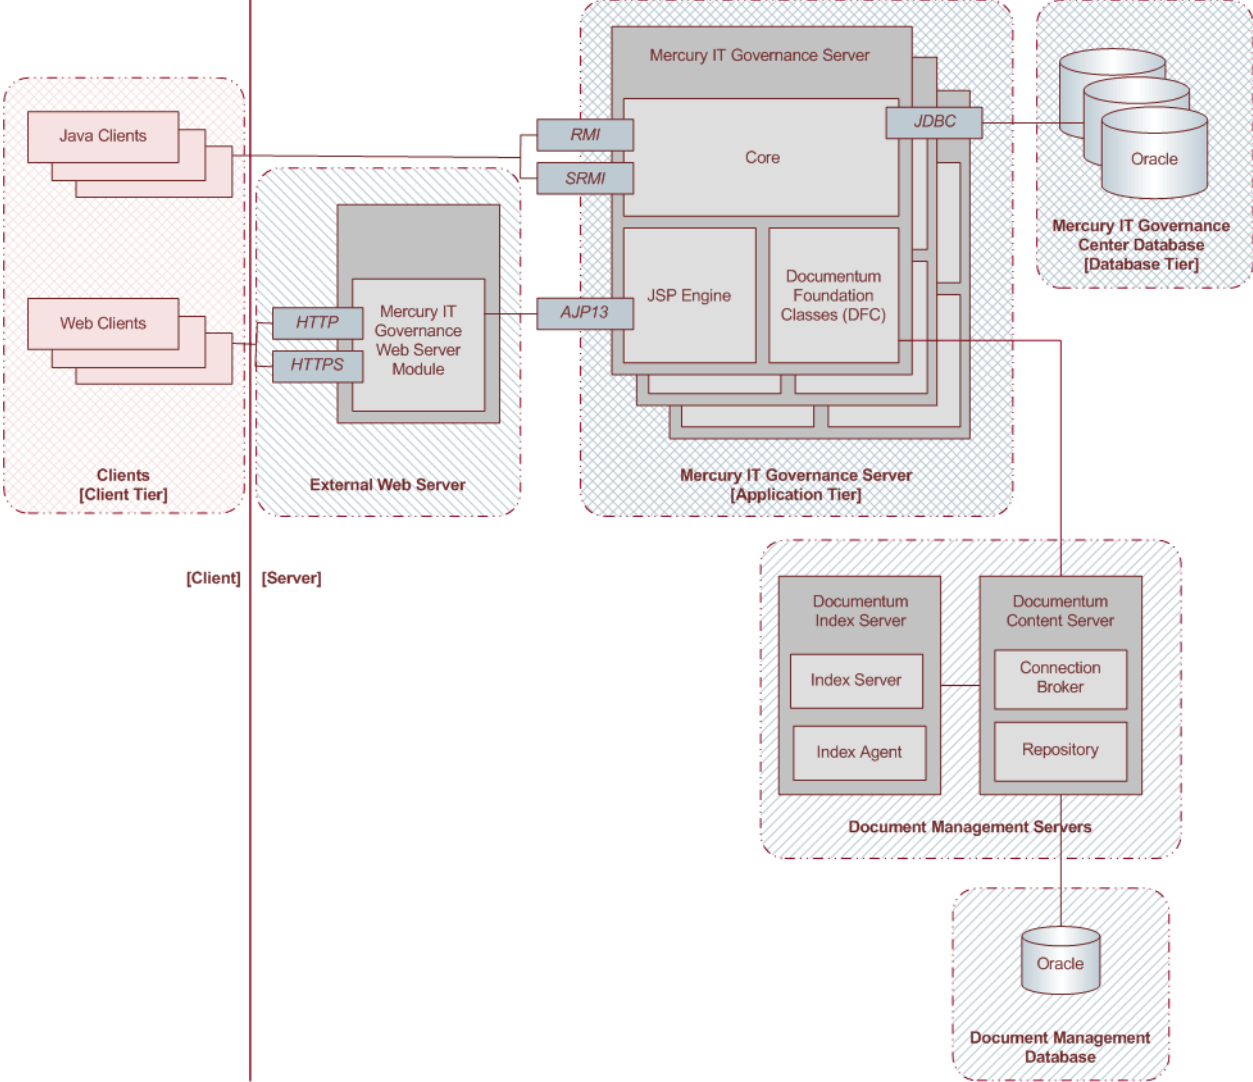 Mercury IT Governance Server
Java Clients
RMI
SRMI
Core
JDBC
Oracle
Mercury IT Governance
Center Database
[Database Tier]
Web Clients
HTTP
HTTPS
Mercury IT
Governance
Web Server
Module
AJP13
JSP Engine
Documentum
Foundation
Classes (DFC)
Clients
[Client Tier]
External Web Server
Mercury IT Governance Server
[Application Tier]
[Client]
[Server]
Documentum
Index Server
Index Server
Index Agent
Documentum
Content Server
Connection
Broker
Repository
Document Management Servers
Oracle
Document Management
Database